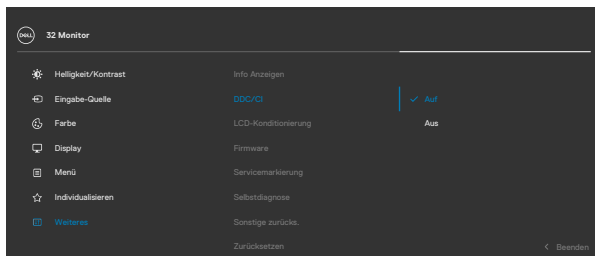 DELL 32 Monitor
Helligkeit/Kontrast
Eingabe-Quelle
Farbe
Display
Menü
Individualisieren
Weiteres
Info Anzeigen
DDC/CI
LCD-Konditionierung
Firmware
Servicemarkierung
Selbstdiagnose
Sonstige zurücks.
Zurücksetzen
Auf
Aus
Beenden